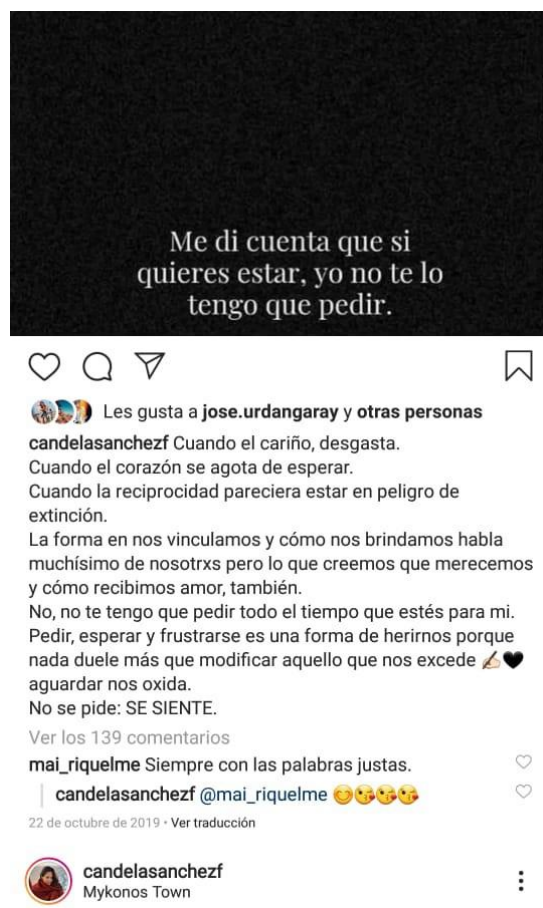 Me di cuenta que si
quieres estar, yo no te lo
tengo que pedir.
Les gusta a jose.urdangaray y otras personas
candelasanchezf Cuando el cariño, desgasta.
Cuando el corazón se agota de esperar.
Cuando la reciprocidad pareciera estar en peligro de
extinción.
La forma en nos vinculamos y cómo nos brindamos habla
muchísimo de nosotrxs pero lo que creemos que merecemos
y cómo recibimos amor, también.
No, no te tengo que pedir todo el tiempo que estés para mi.
Pedir, esperar y frustrarse es una forma de herirnos porque
nada duele más que modificar aquello que nos excede ✍🏻🖤
aguardar nos oxida.
No se pide: SE SIENTE.
Ver los 139 comentarios
mai_riquelme Siempre con las palabras justas.
candelasanchezf @mai_riquelme 😊😘😘😘
22 de octubre de 2019 • Ver traducción
candelasanchezf
Mykonos Town